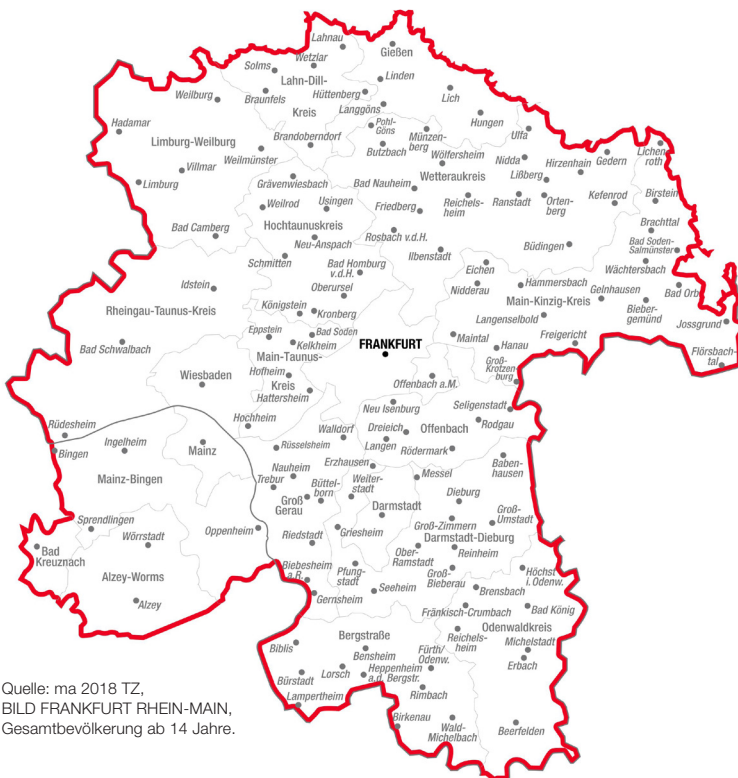 Lahnau
Gießen
Wetzlar
Solms
Lahn-Dill-
Kreis
Linden
Weilburg
Braunfels
Hüttenberg
Lich
Langgöns
Hungen
Hadamar
Pohl-
Göns
Münzen-
berg
Ulfa
Limburg-Weilburg
Brandoberndorf
Butzbach
Lichen-
roth
Weilmünster
Wölfersheim
Nidda
Hirzenhain
Gedern
Villmar
Wetteraukreis
Lißberg
Limburg
Grävenwiesbach
Bad Nauheim
Birstein
Weilrod
Usingen
Friedberg
Reichels-
heim
Ranstadt
Orten-
berg
Kefenrod
Hochtaunuskreis
Brachttal
Bad Camberg
Neu-Anspach
Rosbach v.d.H.
Büdingen
Bad Soden-
Salmünster
Ilbenstadt
Schmitten
Bad Homburg
v.d.H.
Eichen
Wächtersbach
Idstein
Oberursel
Nidderau
Hammersbach
Gelnhausen
Bad Orb
Main-Kinzig-Kreis
Rheingau-Taunus-Kreis
Königstein
Kronberg
Langenselbold
Bieber-
gemünd
Jossgrund
Eppstein
Bad Soden
Kelkheim
FRANKFURT
Maintal
Hanau
Freigericht
Bad Schwalbach
Main-Taunus-
Kreis
Groß-
Krotzen-
burg
Flörsbach-
tal
Wiesbaden
Hofheim
Hattersheim
Offenbach a.M.
Neu Isenburg
Seligenstadt
Rüdesheim
Hochheim
Walldorf
Dreieich
Offenbach
Rodgau
Bingen
Ingelheim
Mainz
Rüsselsheim
Langen
Rödermark
Erzhausen
Mainz-Bingen
Nauheim
Weiter-
stadt
Messel
Baben-
hausen
Trebur
Büttel-
born
Groß
Gerau
Dieburg
Sprendlingen
Darmstadt
Groß-
Umstadt
Oppenheim
Wörrstadt
Griesheim
Groß-Zimmern
Bad
Kreuznach
Riedstadt
Darmstadt-Dieburg
Ober-
Ramstadt
Reinheim
Alzey-Worms
Biebesheim
a.R.
Pfung-
stadt
Groß-
Bieberau
Höchst
i. Odenw.
Seeheim
Brensbach
Alzey
Gernsheim
Fränkisch-Crumbach
Bad König
Odenwaldkreis
Bergstraße
Reichels-
heim
Michelstadt
Biblis
Bensheim
Fürth/
Odenw.
Erbach
Bürstadt
Lorsch
Heppenheim
a.d. Bergstr.
Rimbach
Lampertheim
Birkenau
Wald-
Michelbach
Beerfelden
Quelle: ma 2018 TZ,
BILD FRANKFURT RHEIN-MAIN,
Gesamtbevölkerung ab 14 Jahre.